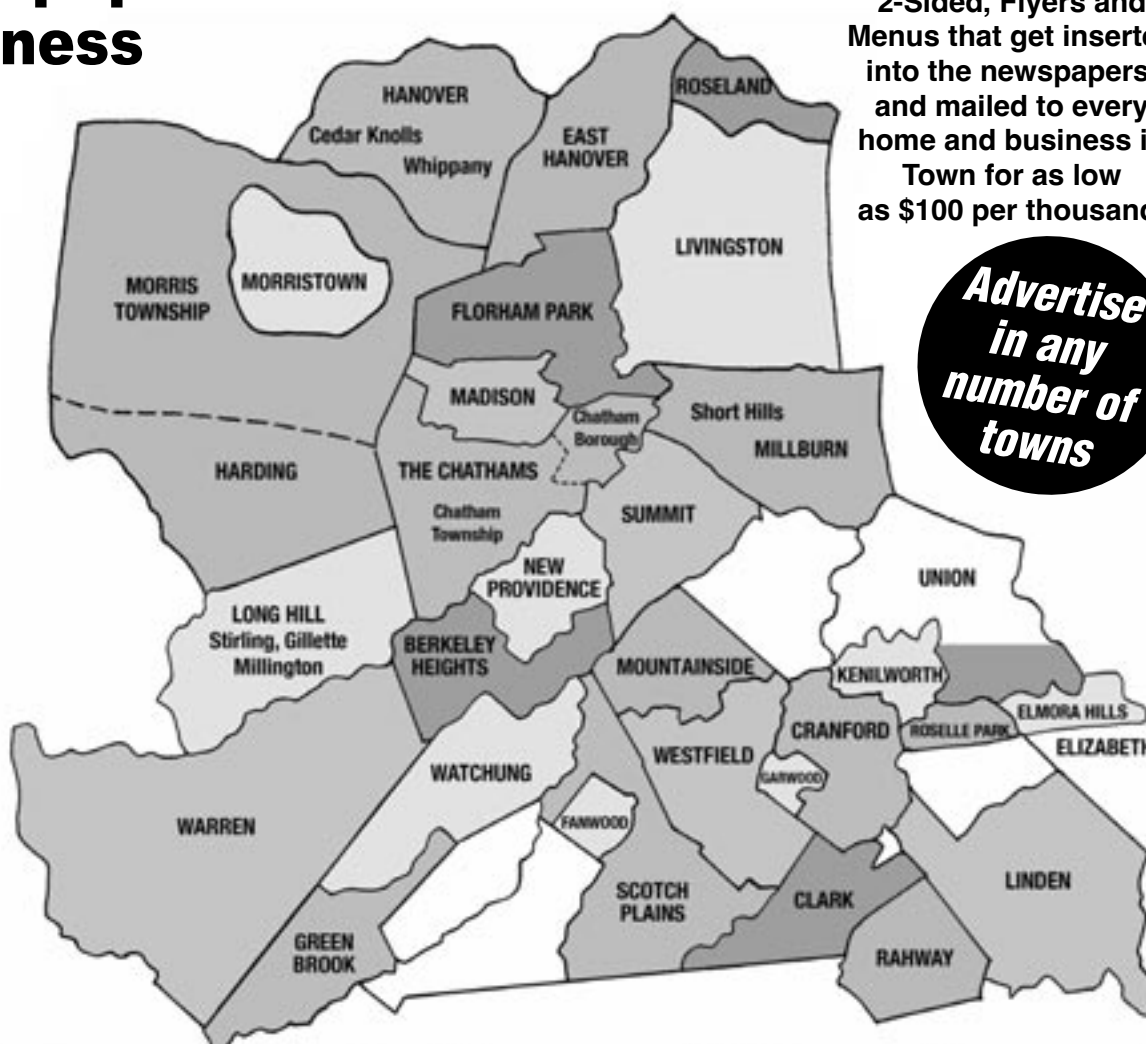 ness
2-Sided, Flyers and
Menus that get inserte
into the newspapers
and mailed to every
home and business i
Town for as low
as $100 per thousand
Advertise
in any
number of
towns
HANOVER
Cedar Knolls
Whippany
EAST
HANOVER
ROSELAND
LIVINGSTON
MORRIS
TOWNSHIP
MORRISTOWN
FLORHAM PARK
MADISON
Chatham
Borough
Short Hills
MILLBURN
HARDING
THE CHATHAMS
Chatham
Township
SUMMIT
NEW
PROVIDENCE
UNION
LONG HILL
Stirling, Gillette
Millington
BERKELEY
HEIGHTS
MOUNTAINSIDE
KENILWORTH
ELMORA HILLS
CRANFORD
ROSELLE PARK
ELIZABETH
WESTFIELD
GARWOOD
WATCHUNG
WARREN
FANWOOD
SCOTCH
PLAINS
CLARK
LINDEN
GREEN
BROOK
RAHWAY